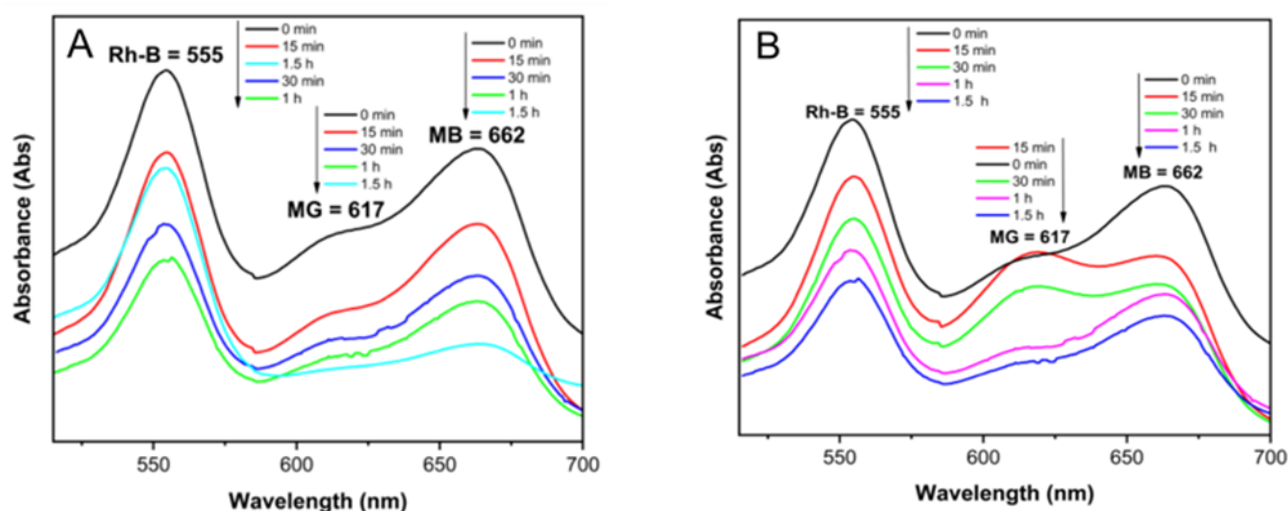 A
Rh-B = 555
0 min
15 min
1.5 h
30 min
1 h
0 min
15 min
30 min
1 h
1.5 h
MG = 617
0 min
15 min
30 min
1 h
1.5 h
MB = 662
Absorbance (Abs)
550
600
650
700
Wavelength (nm)
B
Rh-B = 555
0 min
15 min
30 min
1 h
1.5 h
15 min
0 min
30 min
1 h
1.5 h
MG = 617
0 min
15 min
30 min
1 h
1.5 h
MB = 662
Absorbance (Abs)
550
600
650
700
Wavelength (nm)